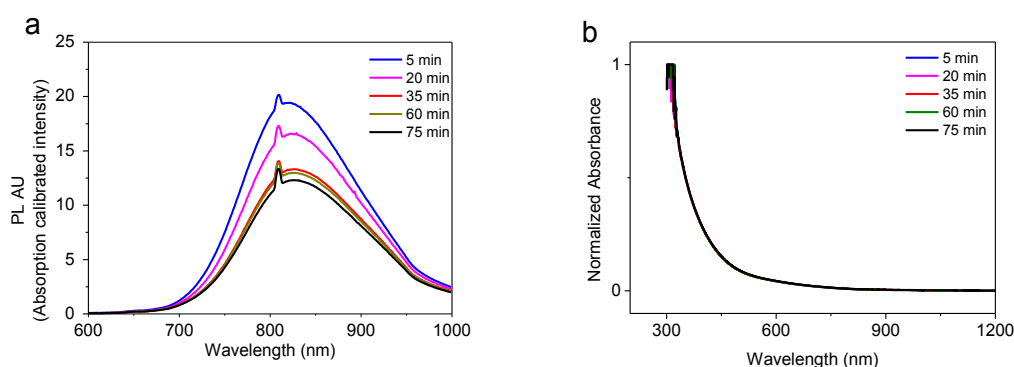 a
25
20
15
10
5
0
PL AU
(Absorption calibrated intensity)
5 min
20 min
35 min
60 min
75 min
600 700 800 900 1000
Wavelength (nm)
b
1
0
Normalized Absorbance
5 min
20 min
35 min
60 min
75 min
300 600 900 1200
Wavelength (nm)